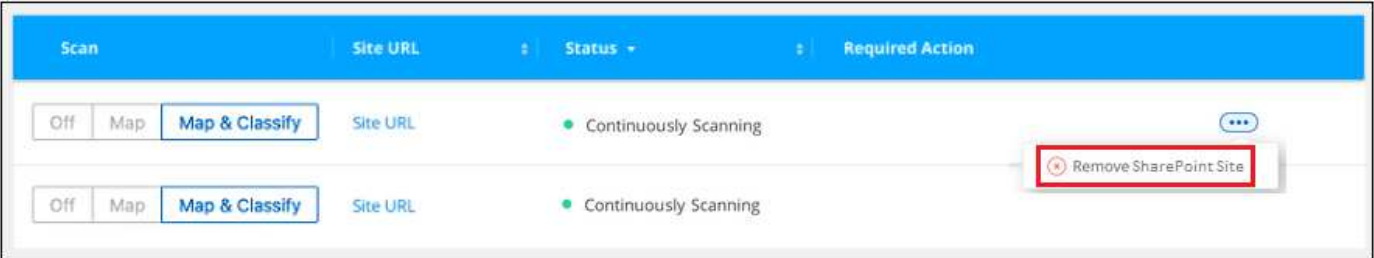 Scan Site URL Status Required Action
Off Map Map & Classify Site URL Continuously Scanning
Remove SharePoint Site
Off Map Map & Classify Site URL Continuously Scanning